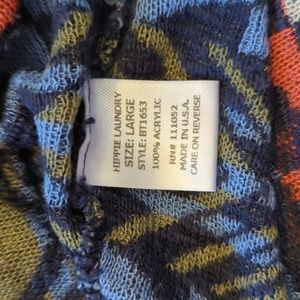 HIPPIE LAUNDRY
SIZE: LARGE
STYLE: BT1653
100% ACRYLIC
RN# 111052
MADE IN U.S.A.
CARE ON REVERSE